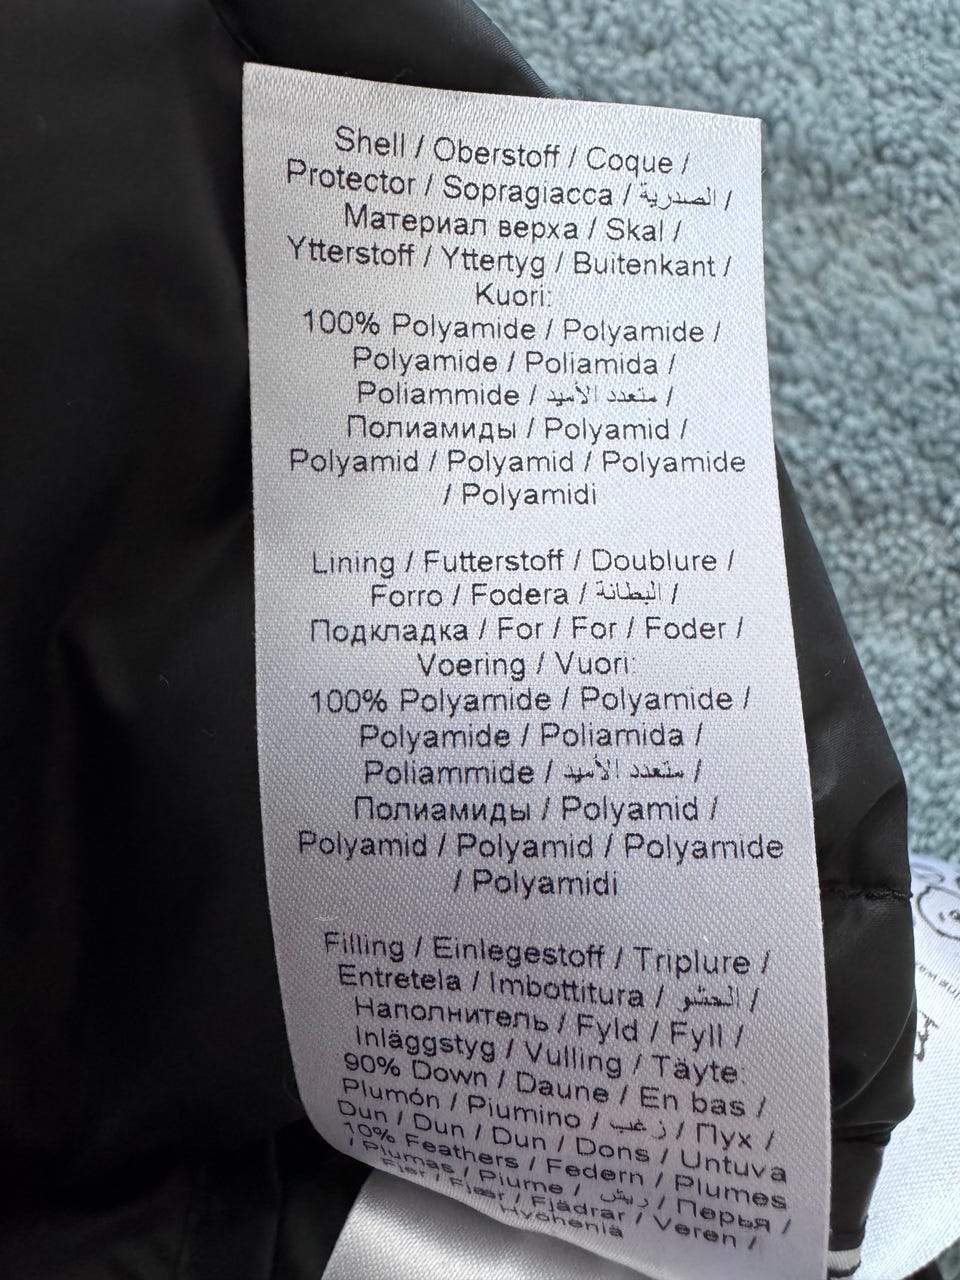 Shell / Oberstoff / Coque /
Protector / Sopragiacca / الصدرية /
Материал верха / Skal /
Ytterstoff / Yttertyg / Buitenkant /
Kuori:
100% Polyamide / Polyamide /
Polyamide / Poliamida /
Poliammide / متعدد الأميد /
Полиамиды / Polyamid /
Polyamid / Polyamid / Polyamide
/ Polyamidi
Lining / Futterstoff / Doublure /
Forro / Fodera / البطانة /
Подкладка / For / For / Foder /
Voering / Vuori:
100% Polyamide / Polyamide /
Polyamide / Poliamida /
Poliammide / متعدد الأميد /
Полиамиды / Polyamid /
Polyamid / Polyamid / Polyamide
/ Polyamidi
Filling / Einlegestoff / Triplure /
Entretela / Imbottitura / الحشو /
Наполнитель / Fyld / Fyll /
Inläggstyg / Vulling / Täyte:
90% Down / Daune / En bas /
Plumón / Piumino / زغب / Пух /
Dun / Dun / Dun / Dons / Untuva
10% Feathers / Federn / Plumes
/ Plumas / Piume / ريش / Перья /
Fjer / Fjær / Fjädrar / Veren /
Höyheniä